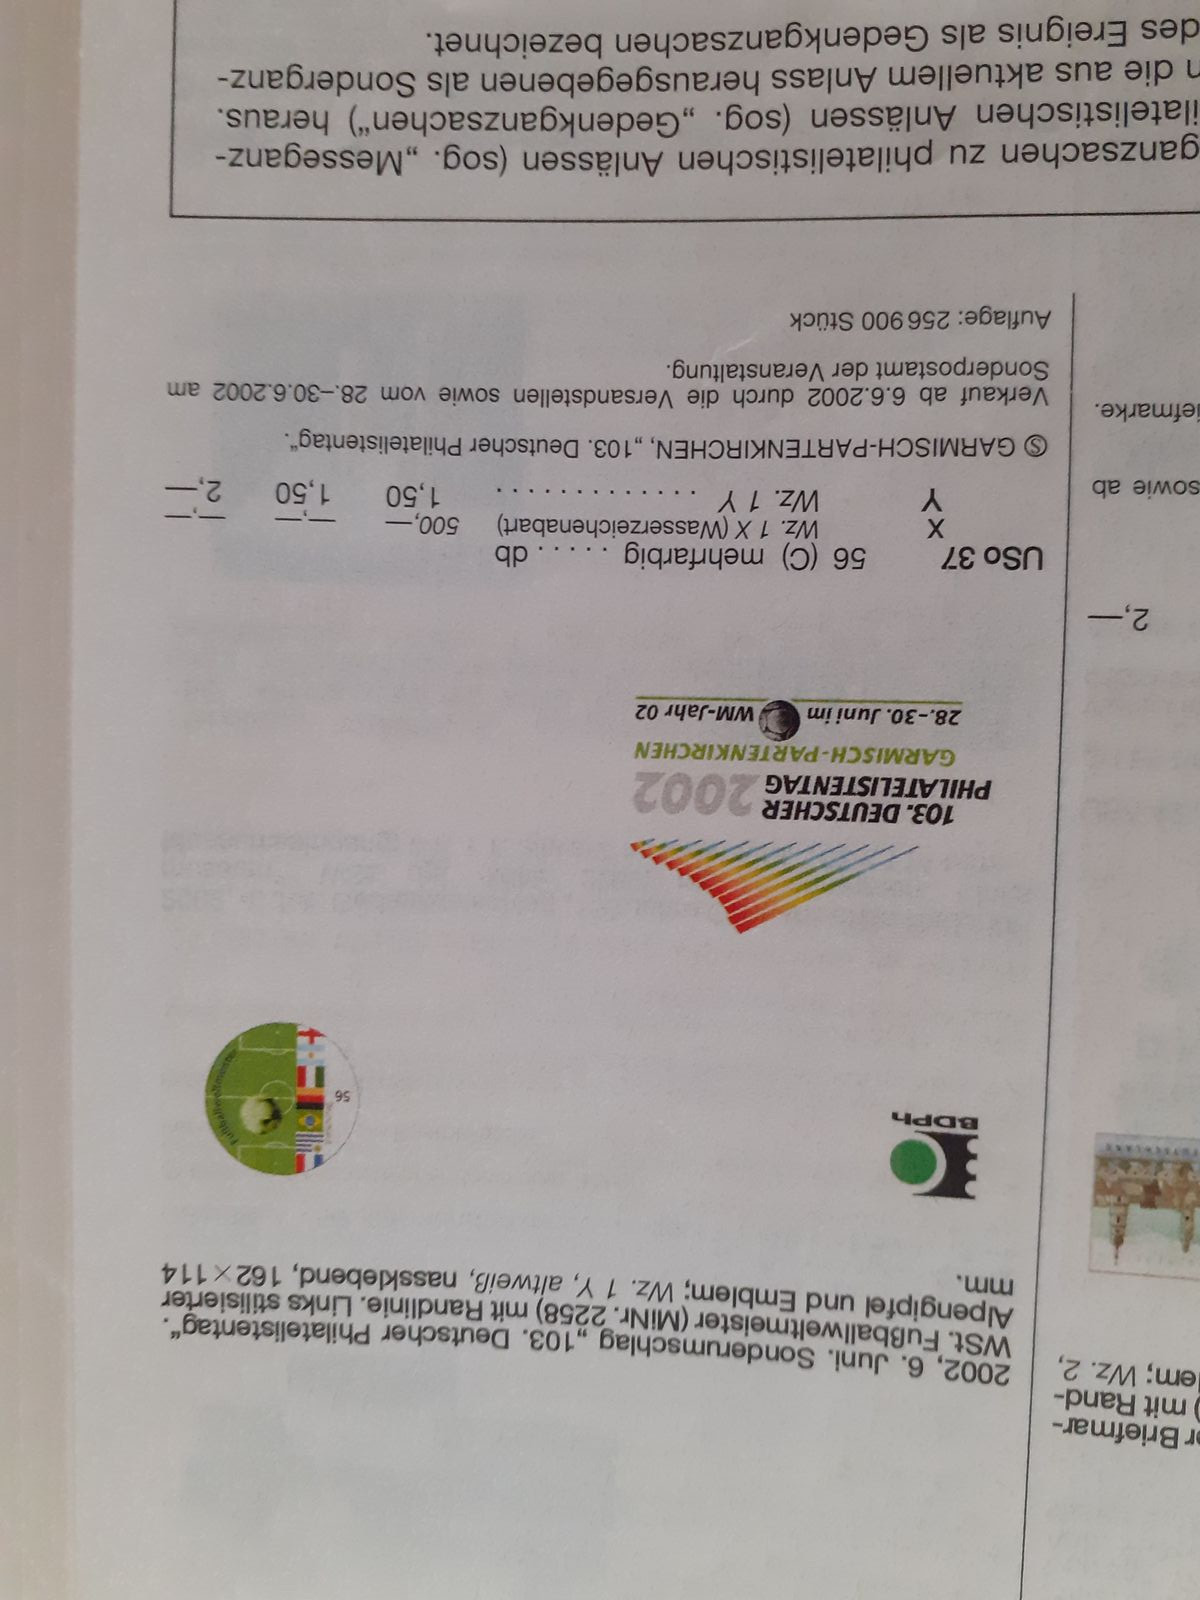 r Briefmar-
) mit Rand-
lem; Wz. 2,
2,—
sowie ab
iefmarke.
2002, 6. Juni. Sonderumschlag „103. Deutscher Philatelistentag“.
WSt. Fußballweltmeister (MiNr. 2258) mit Randlinie. Links stilisierter
Alpengipfel und Emblem; Wz. 1 Y, altweiß, nassklebend, 162×114
mm.
BDPh
56
Fußballweltmeister
103. DEUTSCHER
PHILATELISTENTAG 2002
GARMISCH-PARTENKIRCHEN
28.-30. Juni im WM-Jahr 02
USo 37 56 (C) mehrfarbig . . . . . . db
X Wz. 1 X (Wasserzeichenabart) 500,— —,— —,—
Y Wz. 1 Y . . . . . . . . . . . . . 1,50 1,50 2,—
Ⓢ GARMISCH-PARTENKIRCHEN, „103. Deutscher Philatelistentag“.
Verkauf ab 6.6.2002 durch die Versandstellen sowie vom 28.–30.6.2002 am
Sonderpostamt der Veranstaltung.
Auflage: 256 900 Stück
ganzsachen zu philatelistischen Anlässen (sog. „Messeganz-
ilatelistischen Anlässen (sog. „Gedenkganzsachen“) heraus.
n die aus aktuellem Anlass herausgegebenen als Sonderganz-
des Ereignis als Gedenkganzsachen bezeichnet.